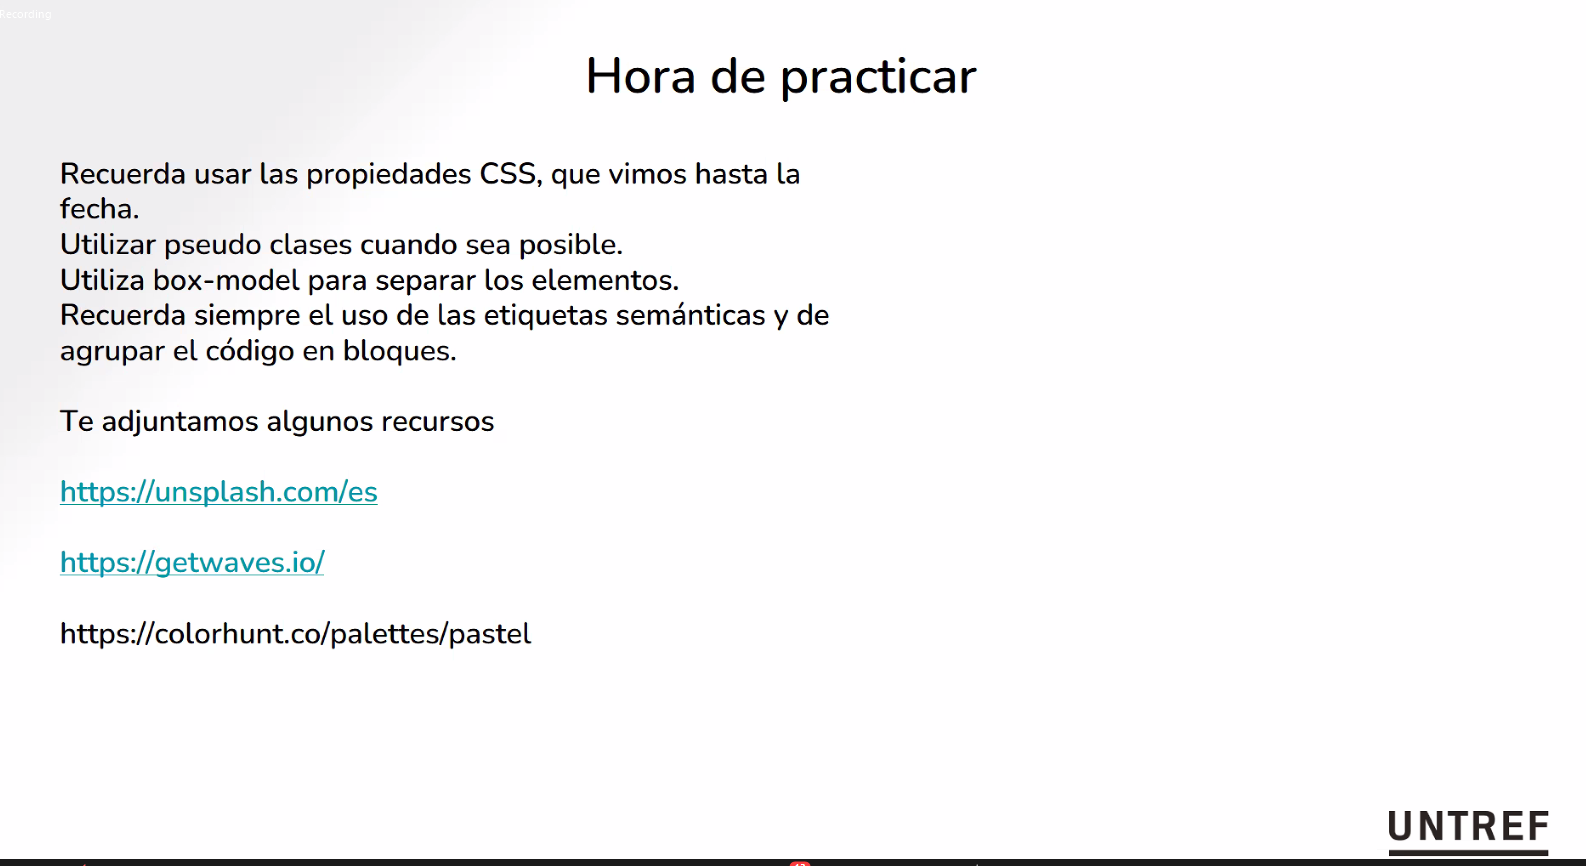 Recording
Hora de practicar
Recuerda usar las propiedades CSS, que vimos hasta la
fecha.
Utilizar pseudo clases cuando sea posible.
Utiliza box-model para separar los elementos.
Recuerda siempre el uso de las etiquetas semánticas y de
agrupar el código en bloques.
Te adjuntamos algunos recursos
https://unsplash.com/es
https://getwaves.io/
https://colorhunt.co/palettes/pastel
UNTREF